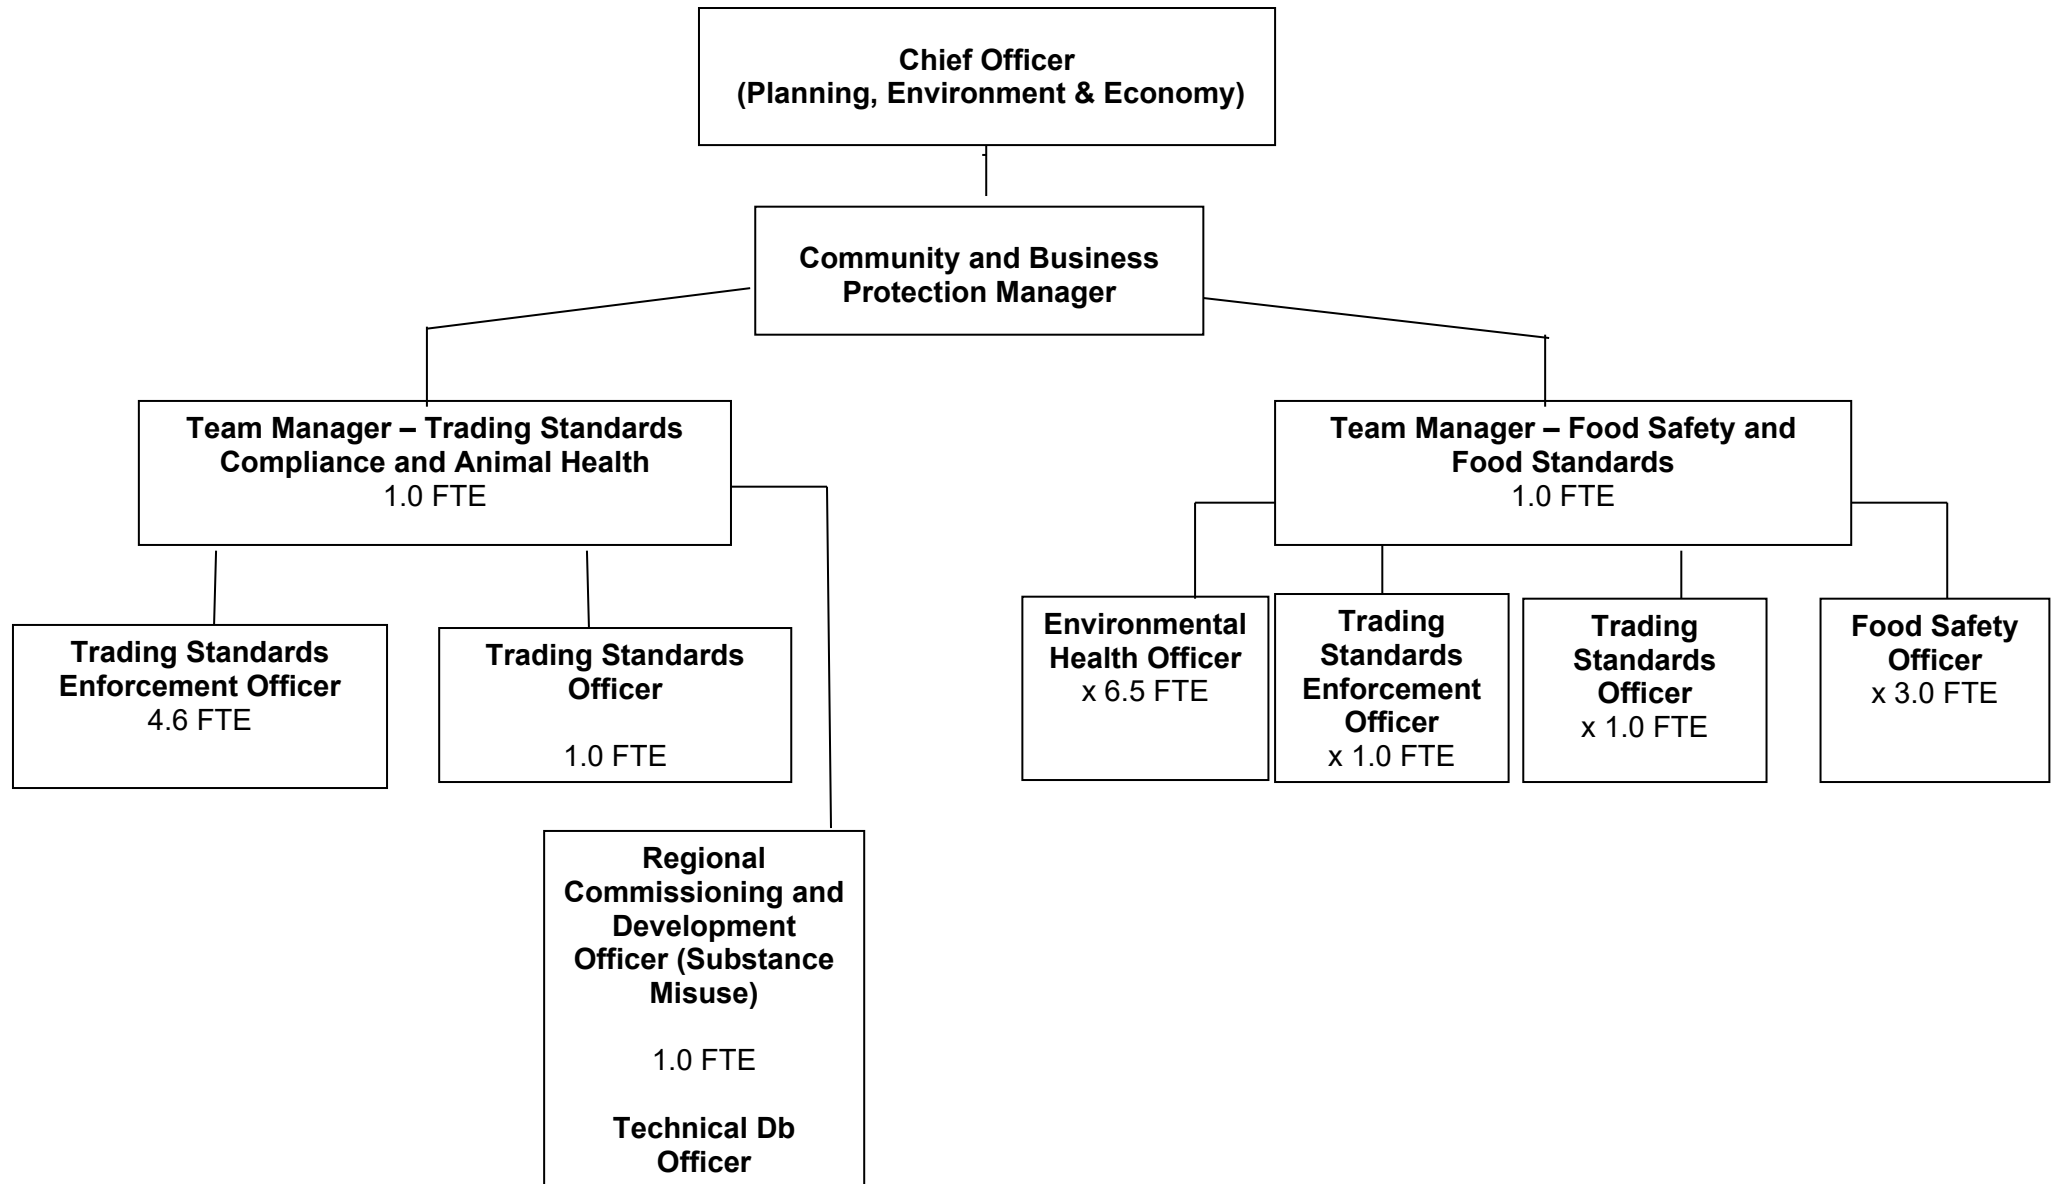 Chief Officer
(Planning, Environment & Economy)
Community and Business
Protection Manager
Team Manager – Trading Standards
Compliance and Animal Health
1.0 FTE
Team Manager – Food Safety and
Food Standards
1.0 FTE
Trading Standards
Enforcement Officer
4.6 FTE
Trading Standards
Officer
1.0 FTE
Environmental
Health Officer
x 6.5 FTE
Trading
Standards
Enforcement
Officer
x 1.0 FTE
Trading
Standards
Officer
x 1.0 FTE
Food Safety
Officer
x 3.0 FTE
Regional
Commissioning and
Development
Officer (Substance
Misuse)
1.0 FTE
Technical Db
Officer